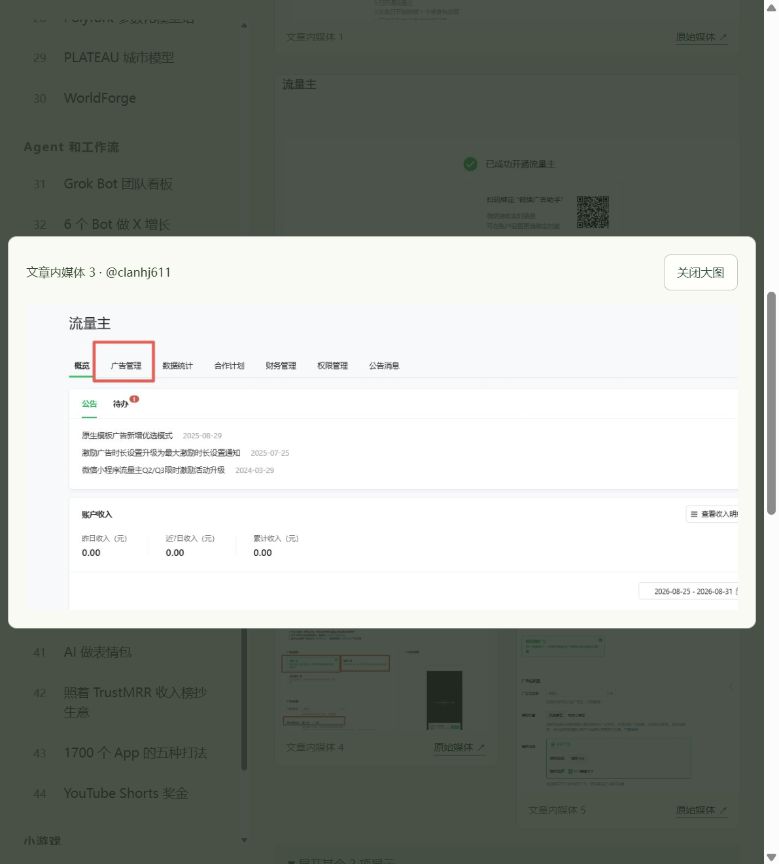 29 PLATEAU 城市模型
30 WorldForge
Agent 和工作流
31 Grok Bot 团队看板
32 6 个 Bot 做 X 增长
文章内媒体 1
原始媒体 ↗
流量主
已成功开通流量主
文章内媒体 3 · @clanhj611
关闭大图
流量主
概览 广告管理 数据统计 合作计划 财务管理 权限管理 公告消息
公告 待办 1
原生模板广告新增优选模式 2025-08-29
激励广告时长设置升级为最大激励时长设置通知 2025-07-25
微信小程序流量主Q2/Q3限时激励活动升级 2024-03-29
账户收入
查看收入明
昨日收入（元） 近7日收入（元） 累计收入（元）
0.00 0.00 0.00
2026-08-25 - 2026-08-31
41 AI 做表情包
42 照着 TrustMRR 收入榜抄
生意
43 1700 个 App 的五种打法
44 YouTube Shorts 奖金
小游戏
文章内媒体 4
原始媒体 ↗
文章内媒体 5
原始媒体 ↗